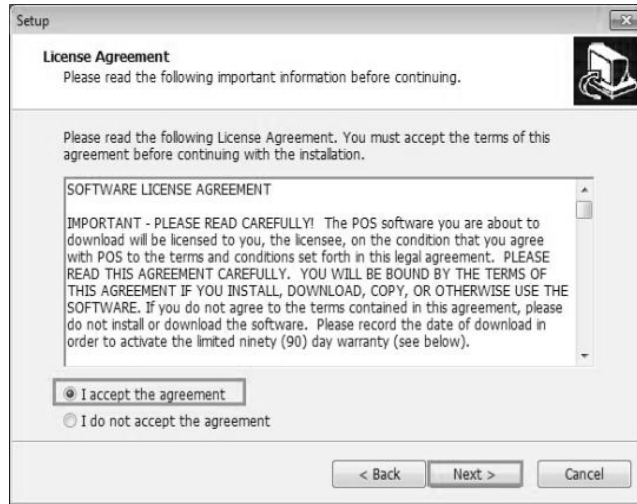 Setup
License Agreement
Please read the following important information before continuing.
Please read the following License Agreement. You must accept the terms of this
agreement before continuing with the installation.
SOFTWARE LICENSE AGREEMENT
IMPORTANT - PLEASE READ CAREFULLY! The POS software you are about to
download will be licensed to you, the licensee, on the condition that you agree
with POS to the terms and conditions set forth in this legal agreement. PLEASE
READ THIS AGREEMENT CAREFULLY. YOU WILL BE BOUND BY THE TERMS OF
THIS AGREEMENT IF YOU INSTALL, DOWNLOAD, COPY, OR OTHERWISE USE THE
SOFTWARE. If you do not agree to the terms contained in this agreement, please
do not install or download the software. Please record the date of download in
order to activate the limited ninety (90) day warranty (see below).
I accept the agreement
I do not accept the agreement
< Back Next > Cancel